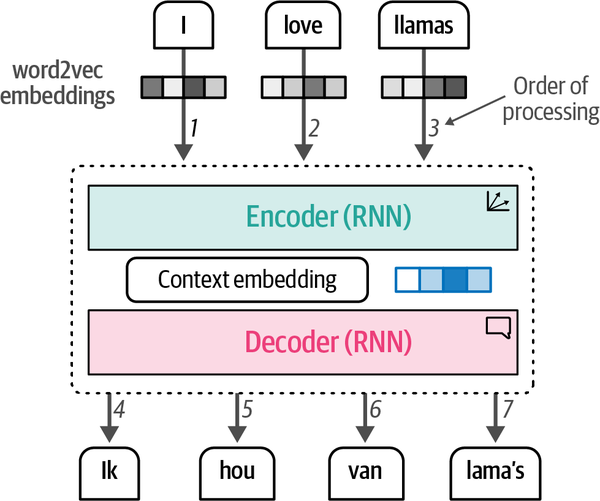 I
love
llamas
word2vec
embeddings
Order of
processing
1
2
3
Encoder (RNN)
Context embedding
Decoder (RNN)
4
5
6
7
Ik
hou
van
lama's